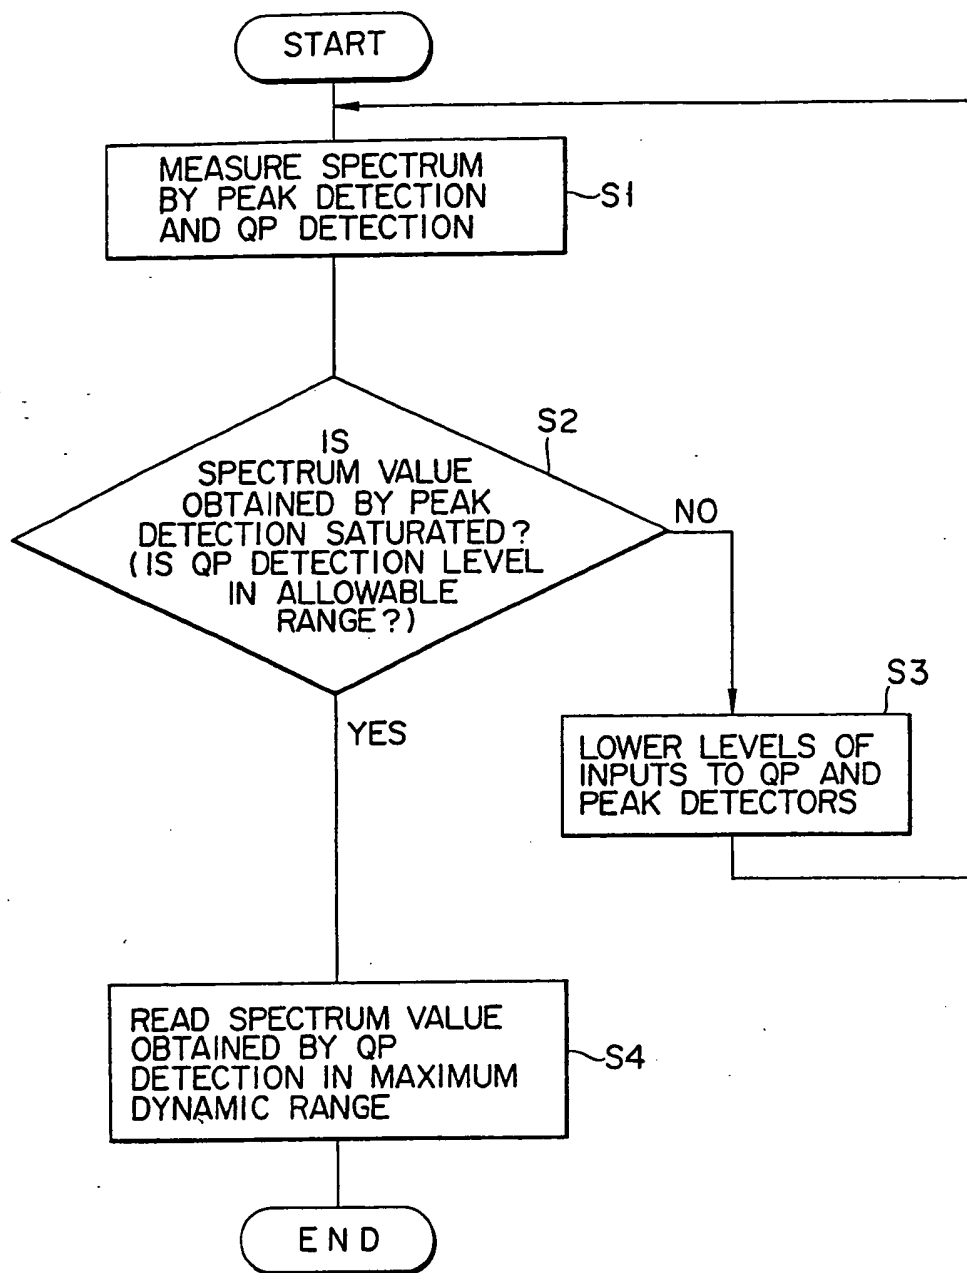 START
MEASURE SPECTRUM
BY PEAK DETECTION
AND QP DETECTION
S1
S2
IS
SPECTRUM VALUE
OBTAINED BY PEAK
DETECTION SATURATED?
(IS QP DETECTION LEVEL
IN ALLOWABLE
RANGE?)
NO
YES
S3
LOWER LEVELS OF
INPUTS TO QP AND
PEAK DETECTORS
READ SPECTRUM VALUE
OBTAINED BY QP
DETECTION IN MAXIMUM
DYNAMIC RANGE
S4
END